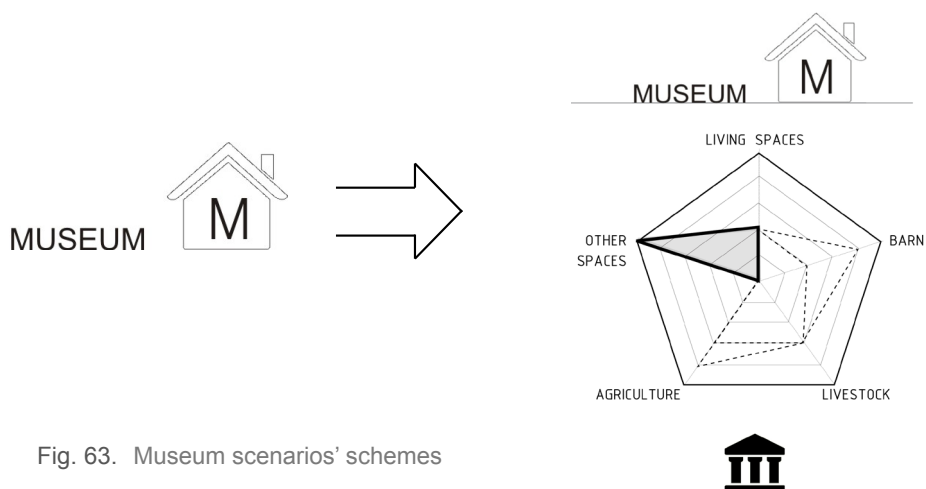 MUSEUM M
MUSEUM M
LIVING SPACES
OTHER
SPACES
BARN
AGRICULTURE
LIVESTOCK
Fig. 63. Museum scenarios’ schemes